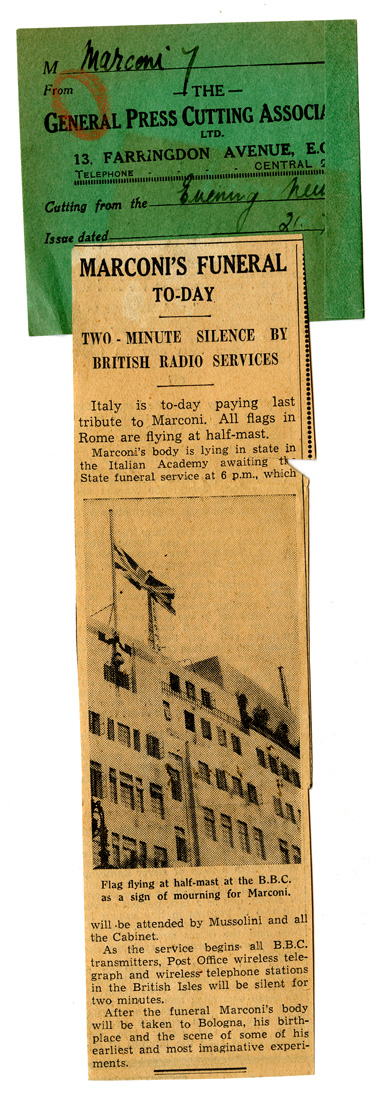 M Marconi
From
— THE —
GENERAL PRESS CUTTING ASSOCIA
LTD.
13, FARRINGDON AVENUE, E.C
TELEPHONE . . . . CENTRAL 2
Cutting from the Evening New
Issue dated 21.
MARCONI'S FUNERAL
TO-DAY
TWO-MINUTE SILENCE BY
BRITISH RADIO SERVICES
Italy is to-day paying last
tribute to Marconi. All flags in
Rome are flying at half-mast.
Marconi's body is lying in state in
the Italian Academy awaiting th
State funeral service at 6 p.m., which
Flag flying at half-mast at the B.B.C.
as a sign of mourning for Marconi.
will be attended by Mussolini and all
the Cabinet.
As the service begins all B.B.C.
transmitters, Post Office wireless tele-
graph and wireless telephone stations
in the British Isles will be silent for
two minutes.
After the funeral Marconi's body
will be taken to Bologna, his birth-
place and the scene of some of his
earliest and most imaginative experi-
ments.